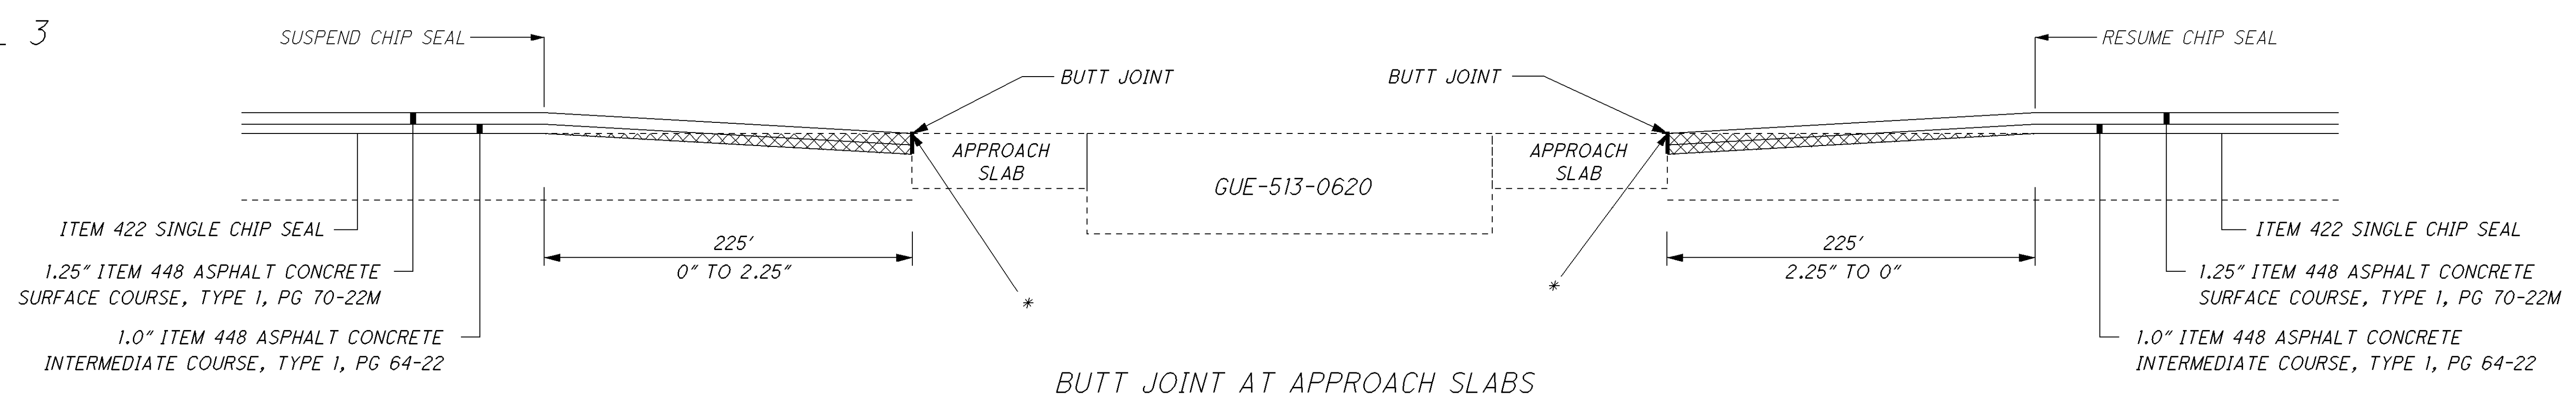 3
SUSPEND CHIP SEAL
RESUME CHIP SEAL
BUTT JOINT
BUTT JOINT
APPROACH
SLAB
GUE-513-0620
APPROACH
SLAB
ITEM 422 SINGLE CHIP SEAL
225'
0" TO 2.25"
225'
2.25" TO 0"
ITEM 422 SINGLE CHIP SEAL
1.25" ITEM 448 ASPHALT CONCRETE
SURFACE COURSE, TYPE 1, PG 70-22M
*
*
1.25" ITEM 448 ASPHALT CONCRETE
SURFACE COURSE, TYPE 1, PG 70-22M
1.0" ITEM 448 ASPHALT CONCRETE
INTERMEDIATE COURSE, TYPE 1, PG 64-22
1.0" ITEM 448 ASPHALT CONCRETE
INTERMEDIATE COURSE, TYPE 1, PG 64-22
BUTT JOINT AT APPROACH SLABS